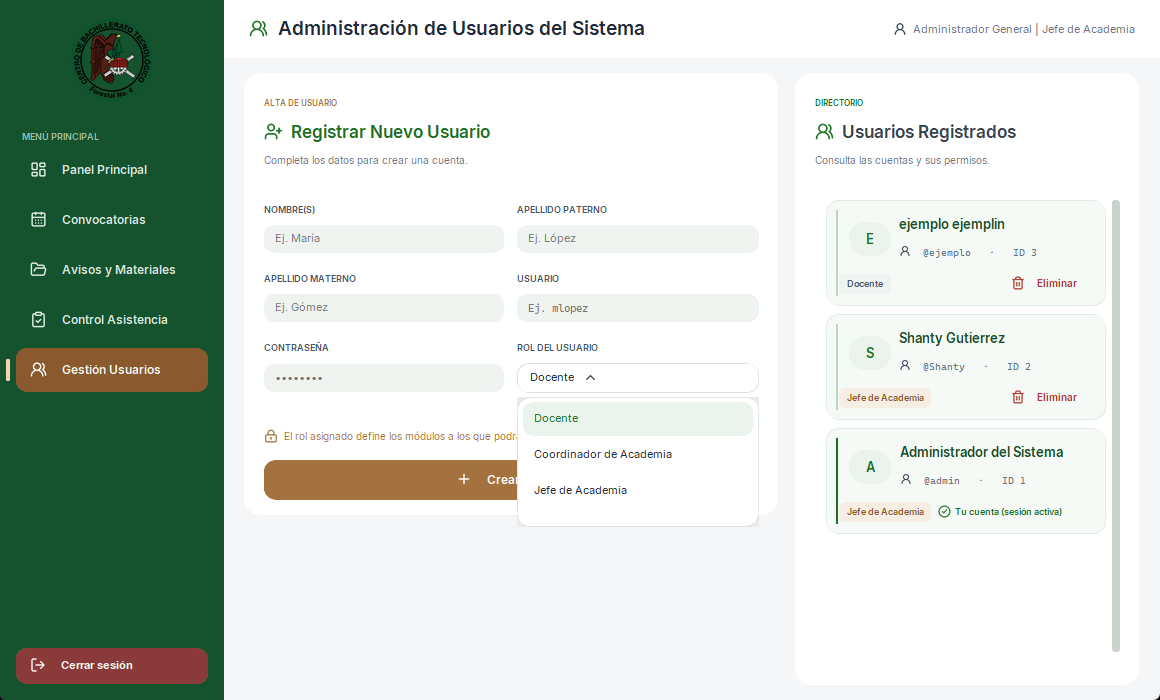 CENTRO DE BACHILLERATO TECNOLÓGICO
Forestal No. 4
MENÚ PRINCIPAL
Panel Principal
Convocatorias
Avisos y Materiales
Control Asistencia
Gestión Usuarios
Cerrar sesión
Administración de Usuarios del Sistema
Administrador General | Jefe de Academia
ALTA DE USUARIO
Registrar Nuevo Usuario
Completa los datos para crear una cuenta.
NOMBRE(S)
APELLIDO PATERNO
Ej. María
Ej. López
APELLIDO MATERNO
USUARIO
Ej. Gómez
Ej. mlopez
CONTRASEÑA
ROL DEL USUARIO
••••••••
Docente
Docente
Coordinador de Academia
Jefe de Academia
El rol asignado define los módulos a los que podr
+ Crear
DIRECTORIO
Usuarios Registrados
Consulta las cuentas y sus permisos.
E
ejemplo ejemplin
@ejemplo · ID 3
Docente
Eliminar
S
Shanty Gutierrez
@Shanty · ID 2
Jefe de Academia
Eliminar
A
Administrador del Sistema
@admin · ID 1
Jefe de Academia
Tu cuenta (sesión activa)